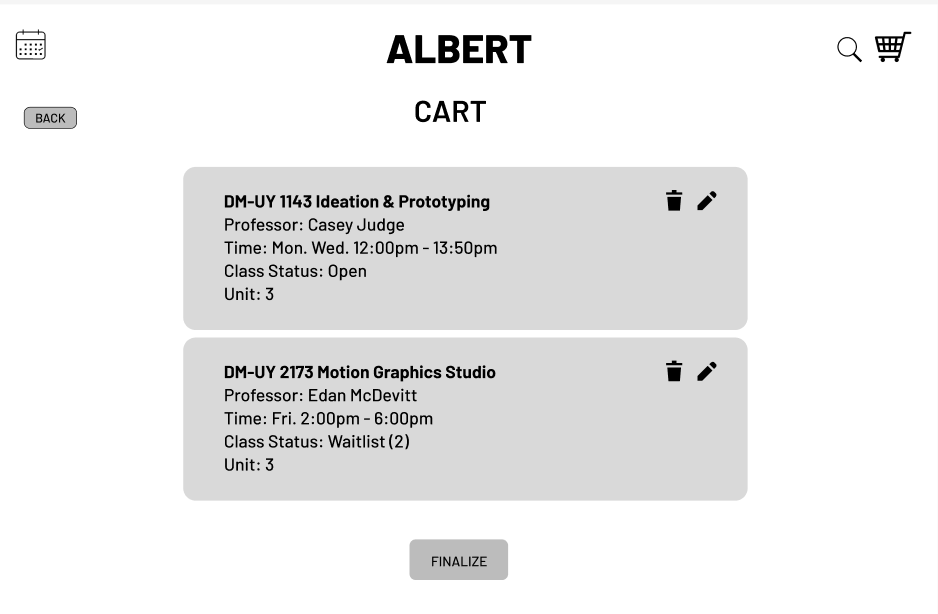 ALBERT
CART
BACK
DM-UY 1143 Ideation & Prototyping
Professor: Casey Judge
Time: Mon. Wed. 12:00pm - 13:50pm
Class Status: Open
Unit: 3
DM-UY 2173 Motion Graphics Studio
Professor: Edan McDevitt
Time: Fri. 2:00pm - 6:00pm
Class Status: Waitlist (2)
Unit: 3
FINALIZE